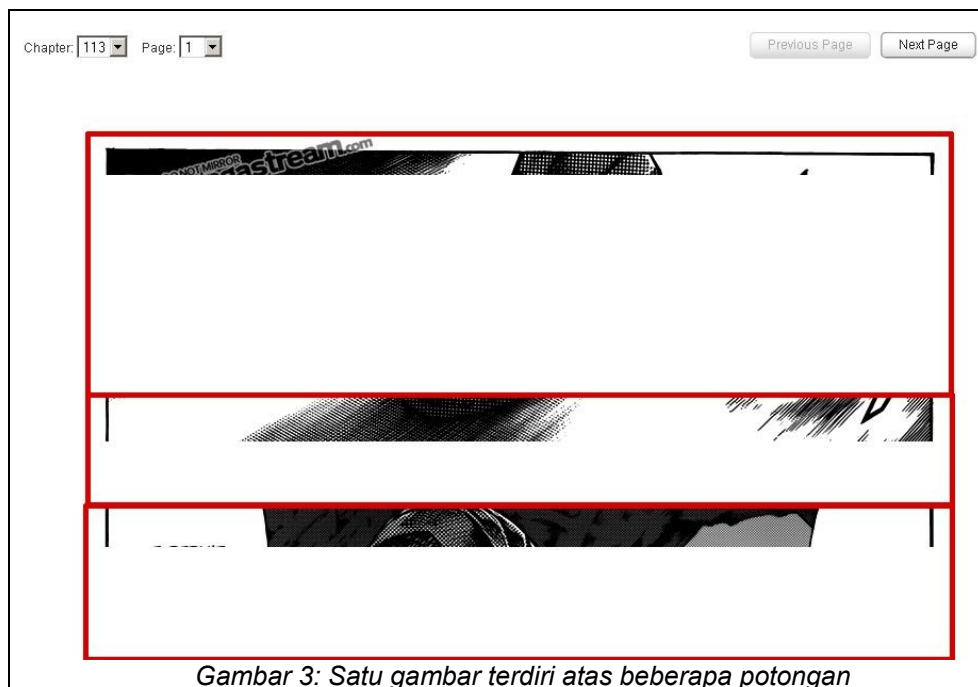 Chapter: 113 Page: 1 Previous Page Next Page
DO NOT MIRROR
gastream.com
Gambar 3: Satu gambar terdiri atas beberapa potongan